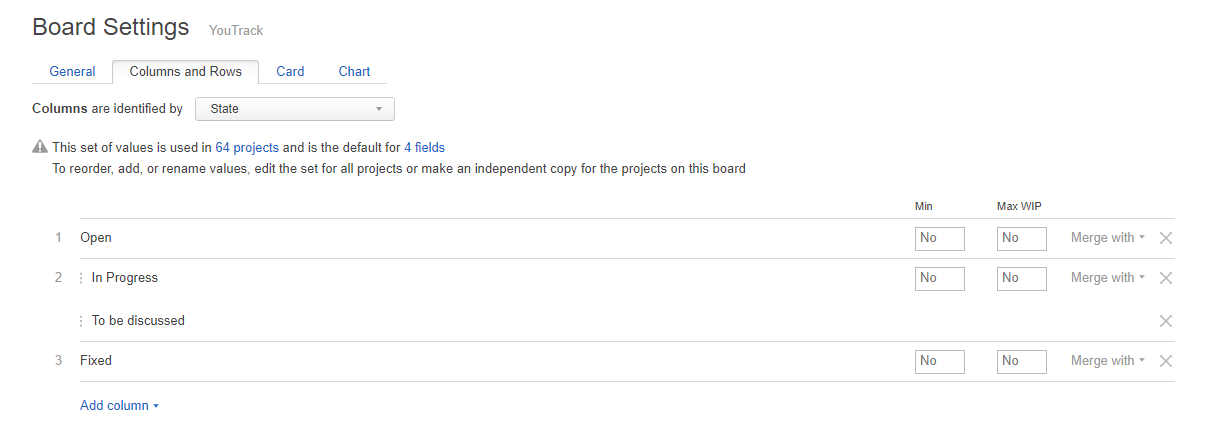 Board Settings YouTrack
General Columns and Rows Card Chart
Columns are identified by State
This set of values is used in 64 projects and is the default for 4 fields
To reorder, add, or rename values, edit the set for all projects or make an independent copy for the projects on this board
Min Max WIP
1 Open No No Merge with
2 In Progress No No Merge with
To be discussed
3 Fixed No No Merge with
Add column